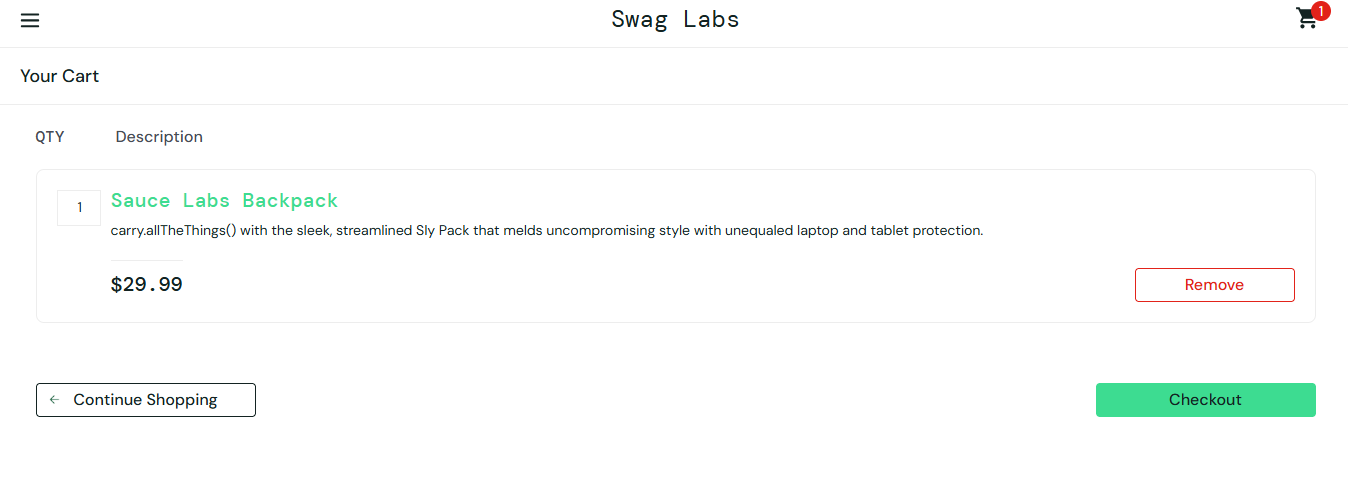 Swag Labs
1
Your Cart
QTY Description
1 Sauce Labs Backpack
carry.allTheThings() with the sleek, streamlined Sly Pack that melds uncompromising style with unequaled laptop and tablet protection.
$29.99 Remove
← Continue Shopping Checkout